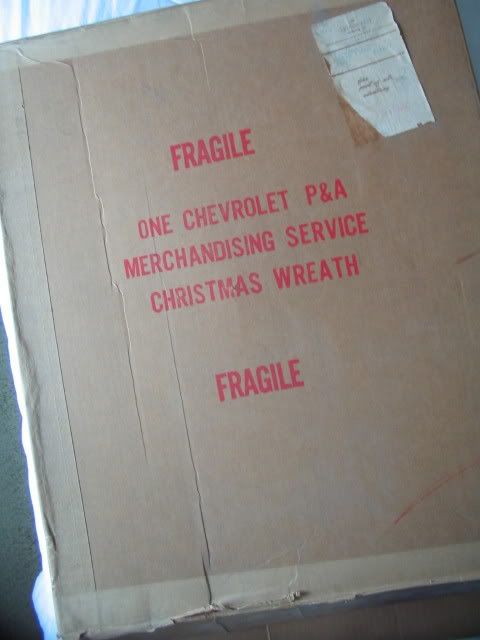 FRAGILE
ONE CHEVROLET P&A
MERCHANDISING SERVICE
CHRISTMAS WREATH
FRAGILE